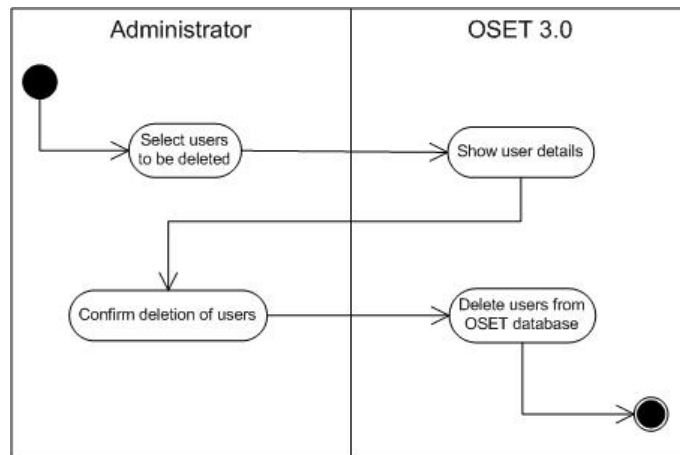 Administrator
OSET 3.0
Select users
to be deleted
Show user details
Confirm deletion of users
Delete users from
OSET database